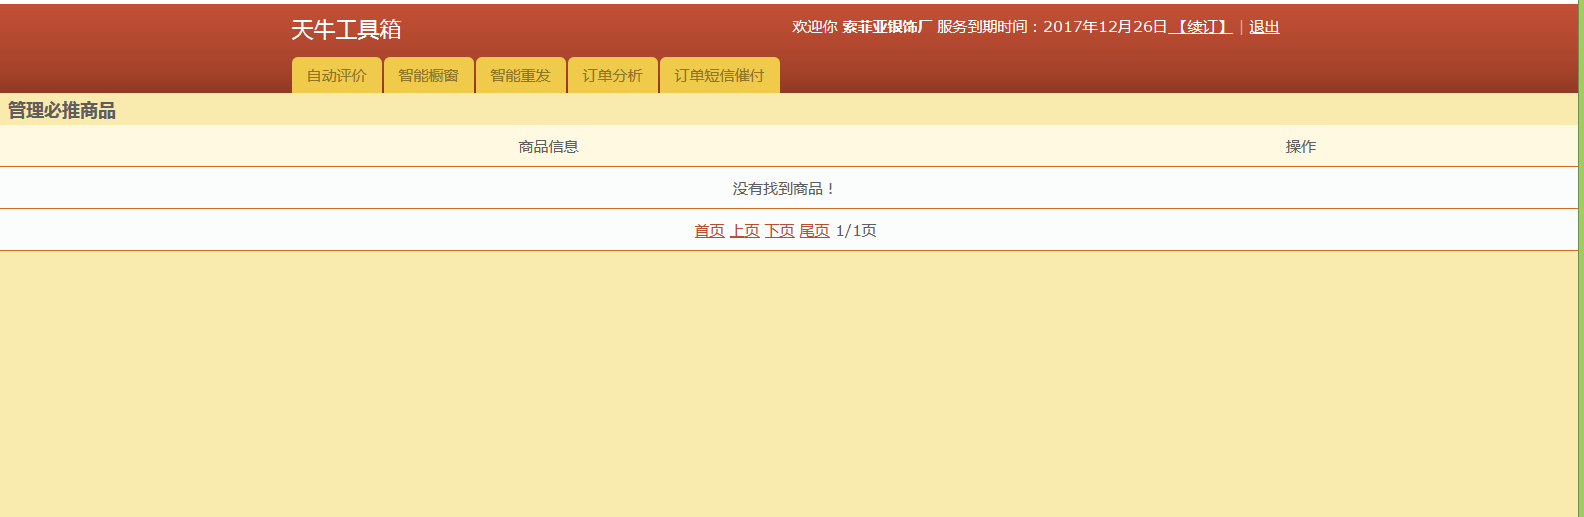 天牛工具箱
欢迎你 索菲亚银饰厂 服务到期时间：2017年12月26日【续订】 | 退出
自动评价 智能橱窗 智能重发 订单分析 订单短信催付
管理必推商品
商品信息 操作
没有找到商品！
首页 上页 下页 尾页 1/1页